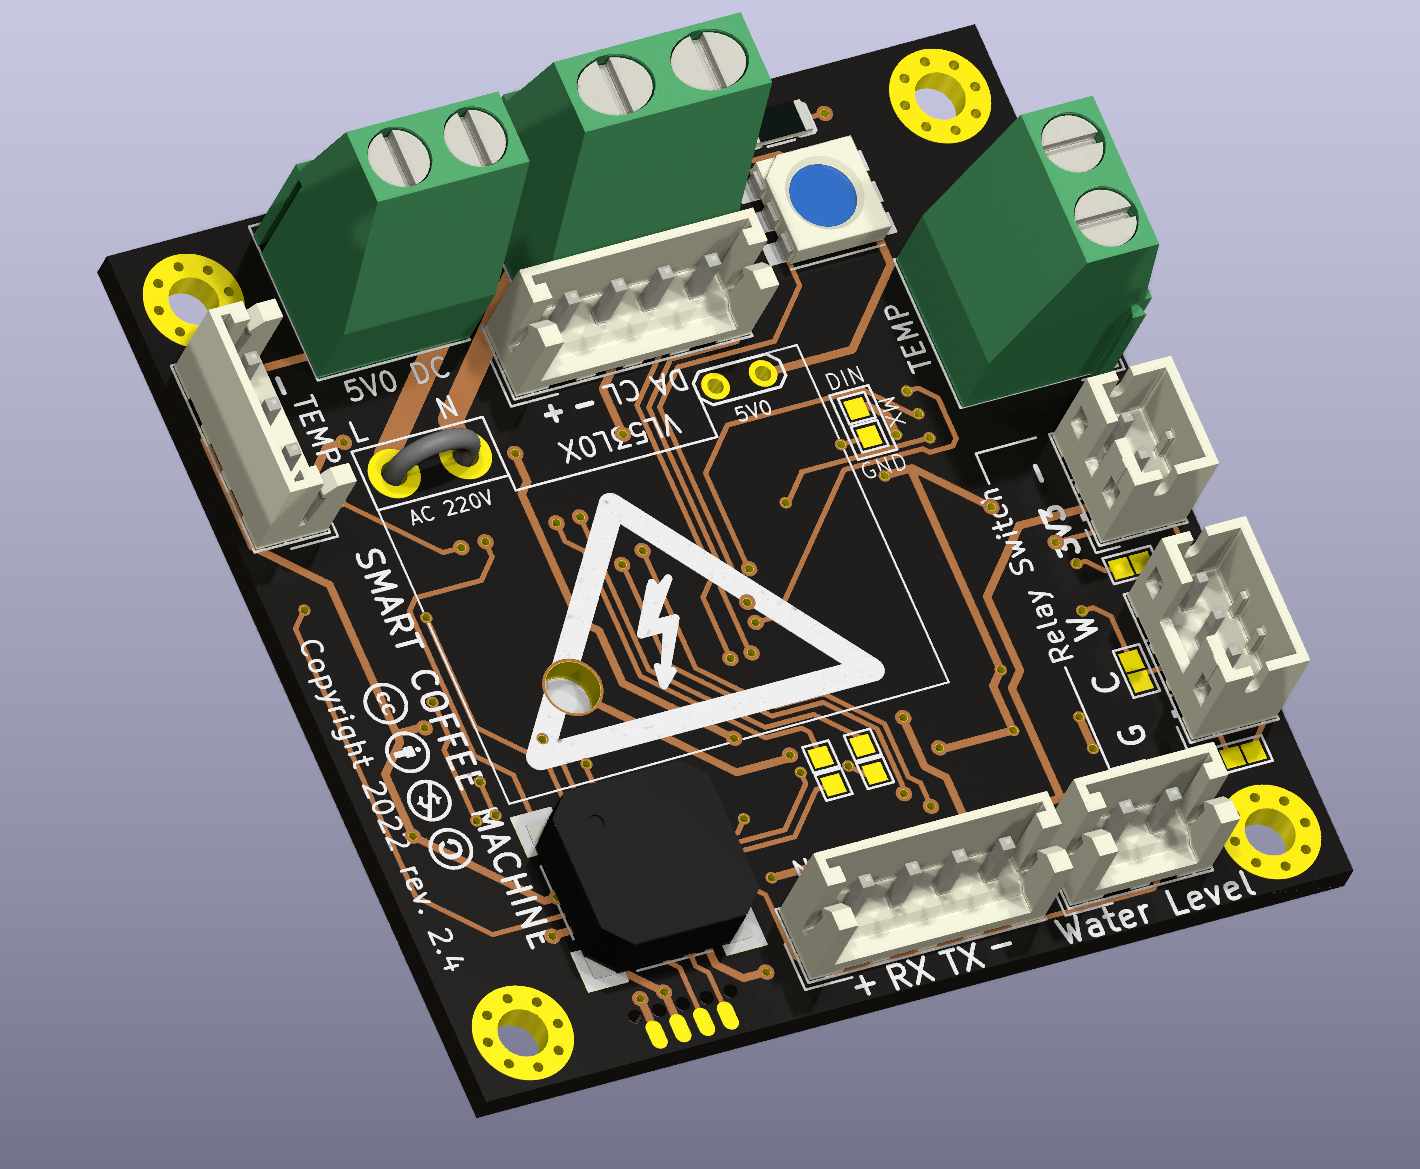 5V0 DC
- TEMP
L
N
AC 220V
+ - CL DA
VL53L0X
5V0
TEMP
DIN
GND
- 3V3
Relay Switch
W
C
G
SMART COFFEE MACHINE
cc
Copyright 2022 rev. 2.4
+ RX TX -
Water Level